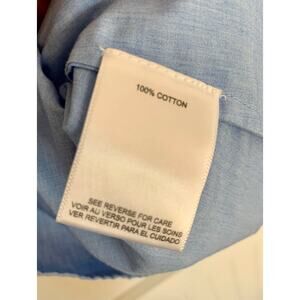 100% COTTON
SEE REVERSE FOR CARE
VOIR AU VERSO POUR LES SOINS
VER REVERTIR PARA EL CUIDADO